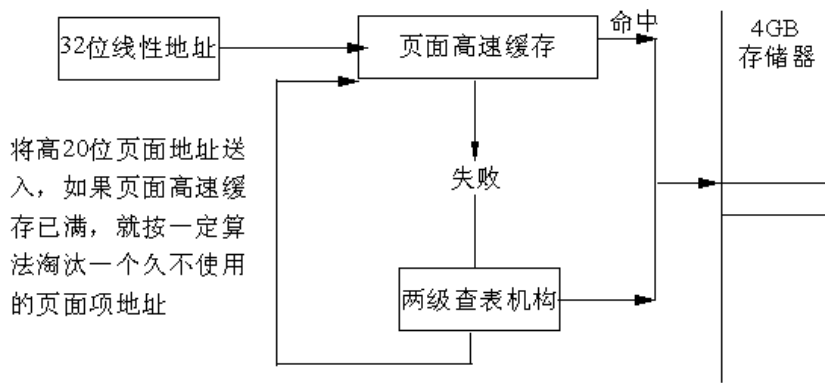 命中
4GB
存储器
32位线性地址
页面高速缓存
将高20位页面地址送
入，如果页面高速缓
存已满，就按一定算
法淘汰一个久不使用
的页面项地址
失败
两级查表机构